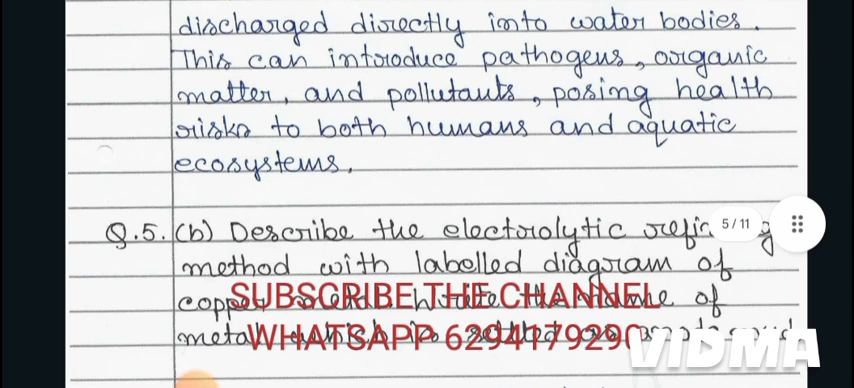 discharged directly into water bodies.
This can introduce pathogens, organic
matter, and pollutants, posing health
risks to both humans and aquatic
ecosystems.
Q.5. (b) Describe the electrolytic
5/11
method with labelled diagram of
SUBSCRIBE THE CHANNEL
of
metal
WHATSAPP 6294179290
VIDMA